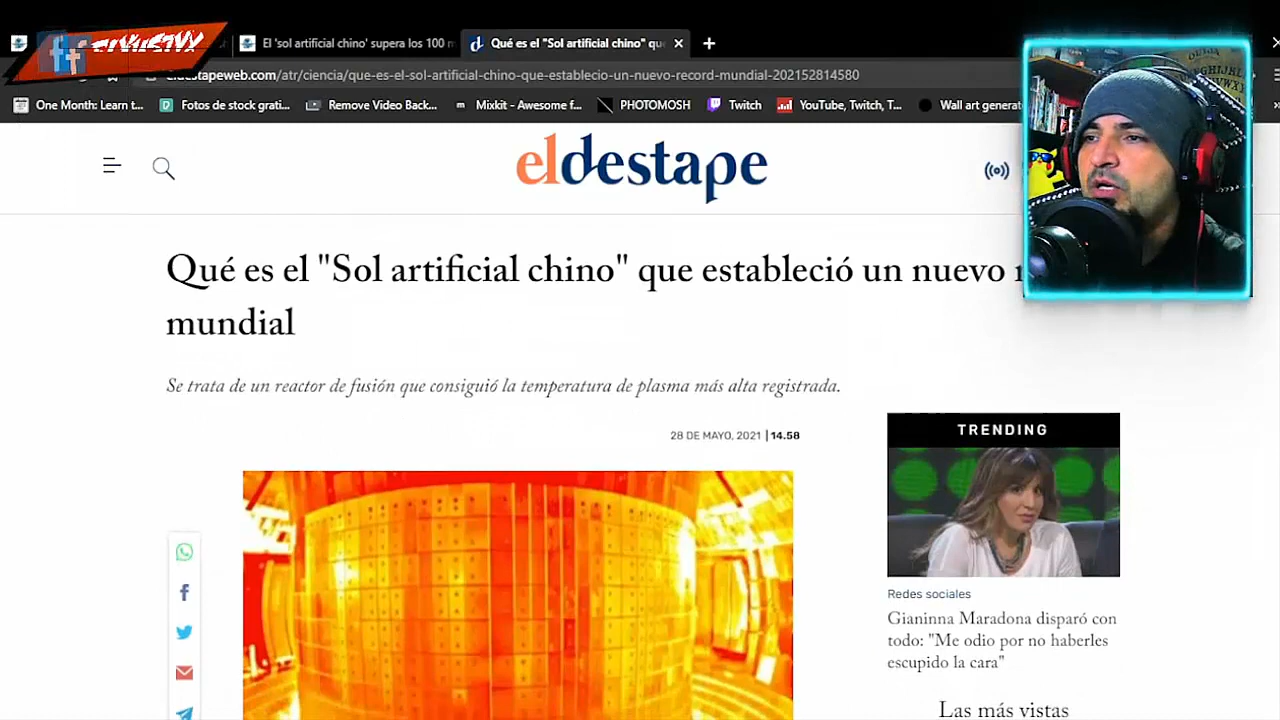 El 'sol artificial chino' supera los 100 m
Qué es el "Sol artificial chino" qu
eldestapeweb.com/atr/ciencia/que-es-el-sol-artificial-chino-que-establecio-un-nuevo-record-mundial-202152814580
One Month: Learn t...
Fotos de stock grati...
Remove Video Back...
Mixkit - Awesome f...
PHOTOMOSH
Twitch
YouTube, Twitch, T...
Wall art generat
eldestape
Qué es el "Sol artificial chino" que estableció un nuevo
mundial
Se trata de un reactor de fusión que consiguió la temperatura de plasma más alta registrada.
28 DE MAYO, 2021 | 14.58
TRENDING
Redes sociales
Gianinna Maradona disparó con
todo: "Me odio por no haberles
escupido la cara"
Las más vistas